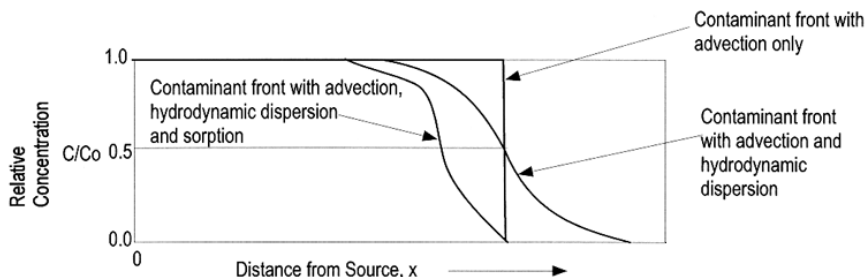 Contaminant front with
advection only
1.0
Contaminant front with advection,
hydrodynamic dispersion
and sorption
Contaminant front
with advection and
hydrodynamic
dispersion
Relative
Concentration
C/Co 0.5
0.0
0
Distance from Source, x